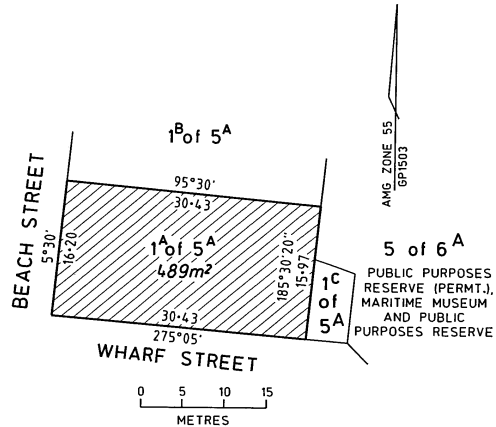 AMG ZONE 55
GP1503
1ᴮ of 5ᴬ
BEACH STREET
5°30'
16·20
95°30'
30·43
1ᴬ of 5ᴬ
489m²
185°30'20"
15·97
1ᶜ
of
5ᴬ
5 of 6ᴬ
PUBLIC PURPOSES
RESERVE (PERMT.),
MARITIME MUSEUM
AND PUBLIC
PURPOSES RESERVE
30·43
275°05'
WHARF STREET
0 5 10 15
METRES